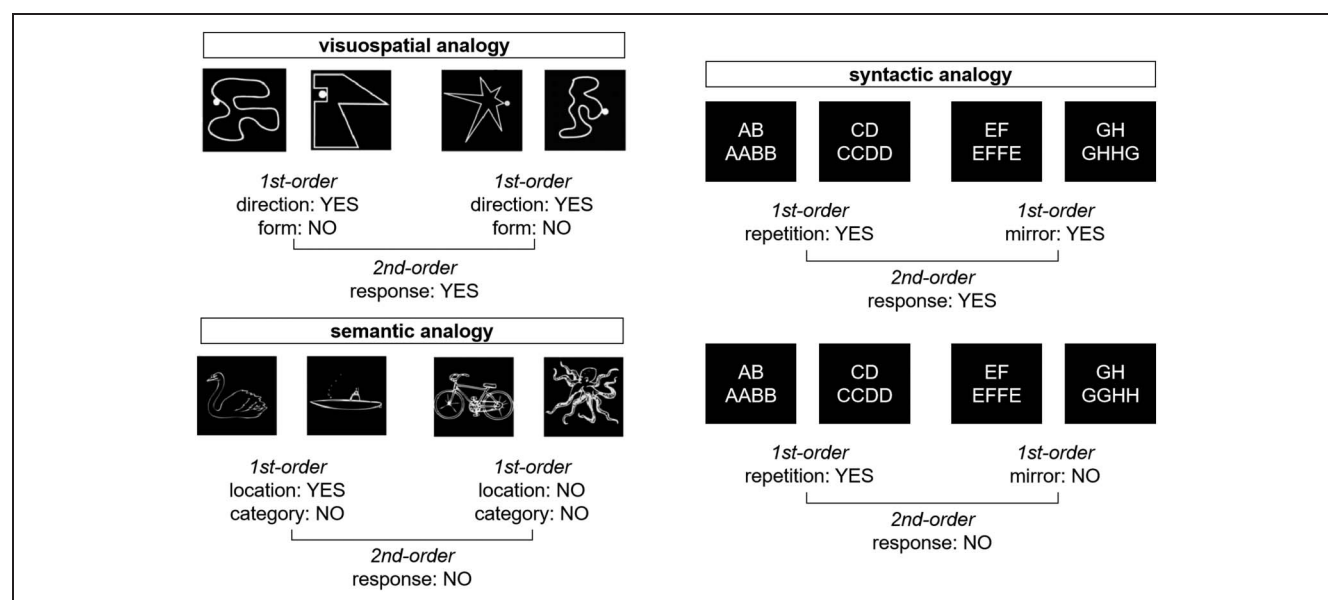 visuospatial analogy
1st-order
direction: YES
form: NO
1st-order
direction: YES
form: NO
2nd-order
response: YES
semantic analogy
1st-order
location: YES
category: NO
1st-order
location: NO
category: NO
2nd-order
response: NO
syntactic analogy
AB
AABB
CD
CCDD
EF
EFFE
GH
GHHG
1st-order
repetition: YES
1st-order
mirror: YES
2nd-order
response: YES
AB
AABB
CD
CCDD
EF
EFFE
GH
GGHH
1st-order
repetition: YES
1st-order
mirror: NO
2nd-order
response: NO